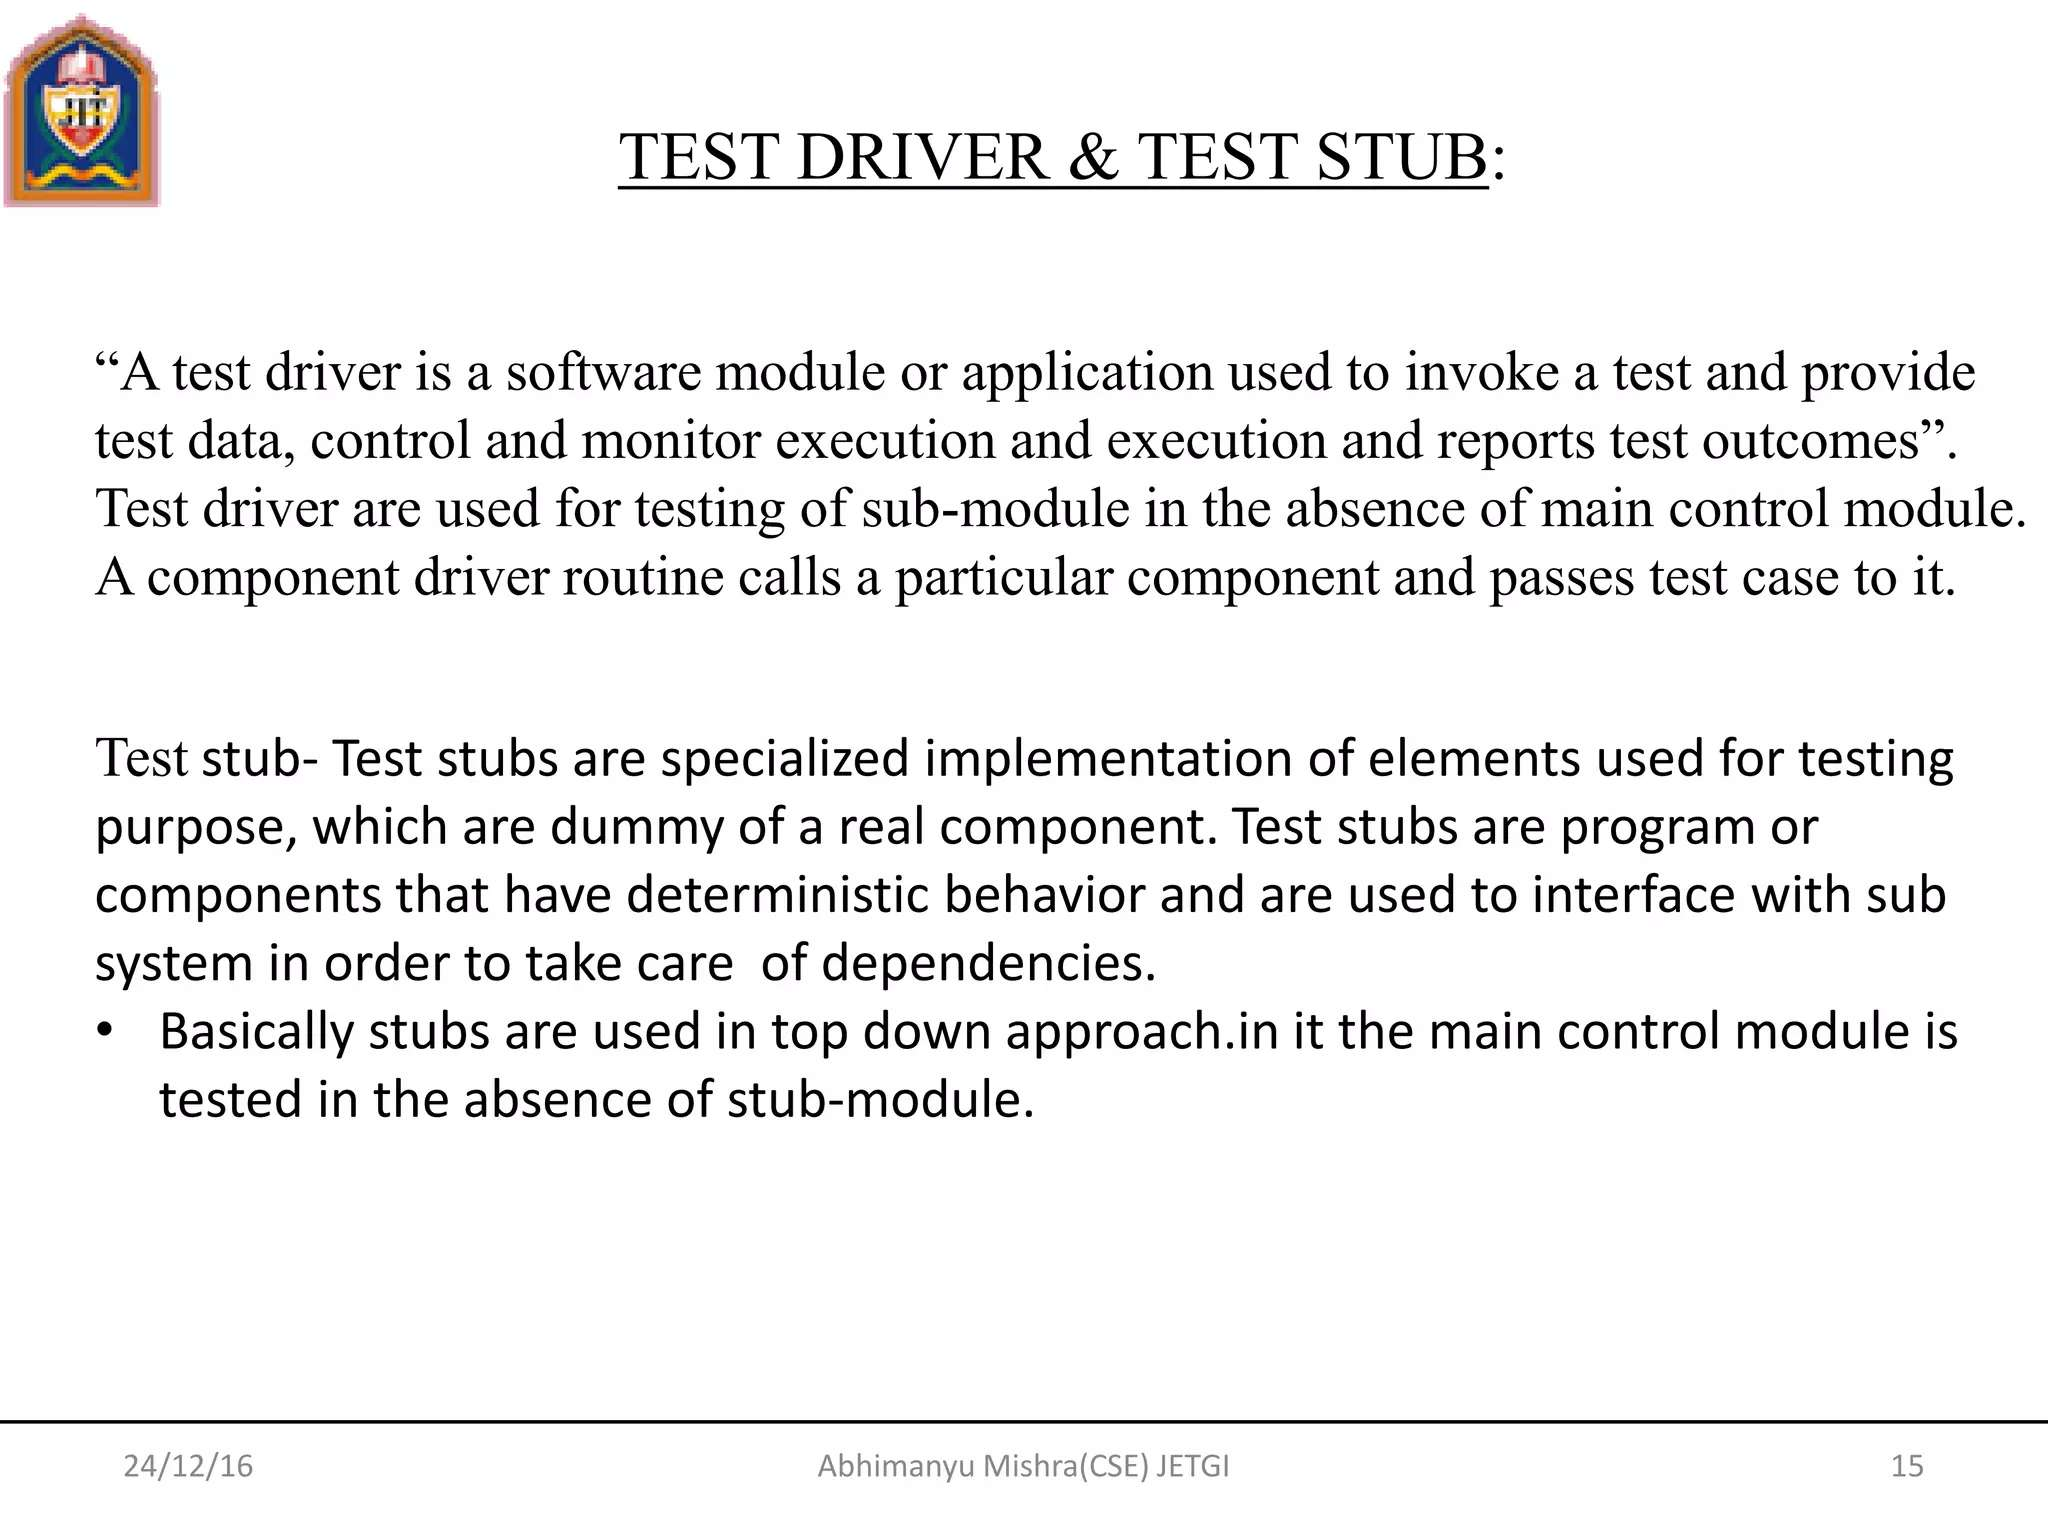 JIT
TEST DRIVER & TEST STUB:
“A test driver is a software module or application used to invoke a test and provide
test data, control and monitor execution and execution and reports test outcomes”.
Test driver are used for testing of sub-module in the absence of main control module.
A component driver routine calls a particular component and passes test case to it.
Test stub- Test stubs are specialized implementation of elements used for testing
purpose, which are dummy of a real component. Test stubs are program or
components that have deterministic behavior and are used to interface with sub
system in order to take care  of dependencies.
• Basically stubs are used in top down approach.in it the main control module is
tested in the absence of stub-module.
24/12/16
Abhimanyu Mishra(CSE) JETGI
15